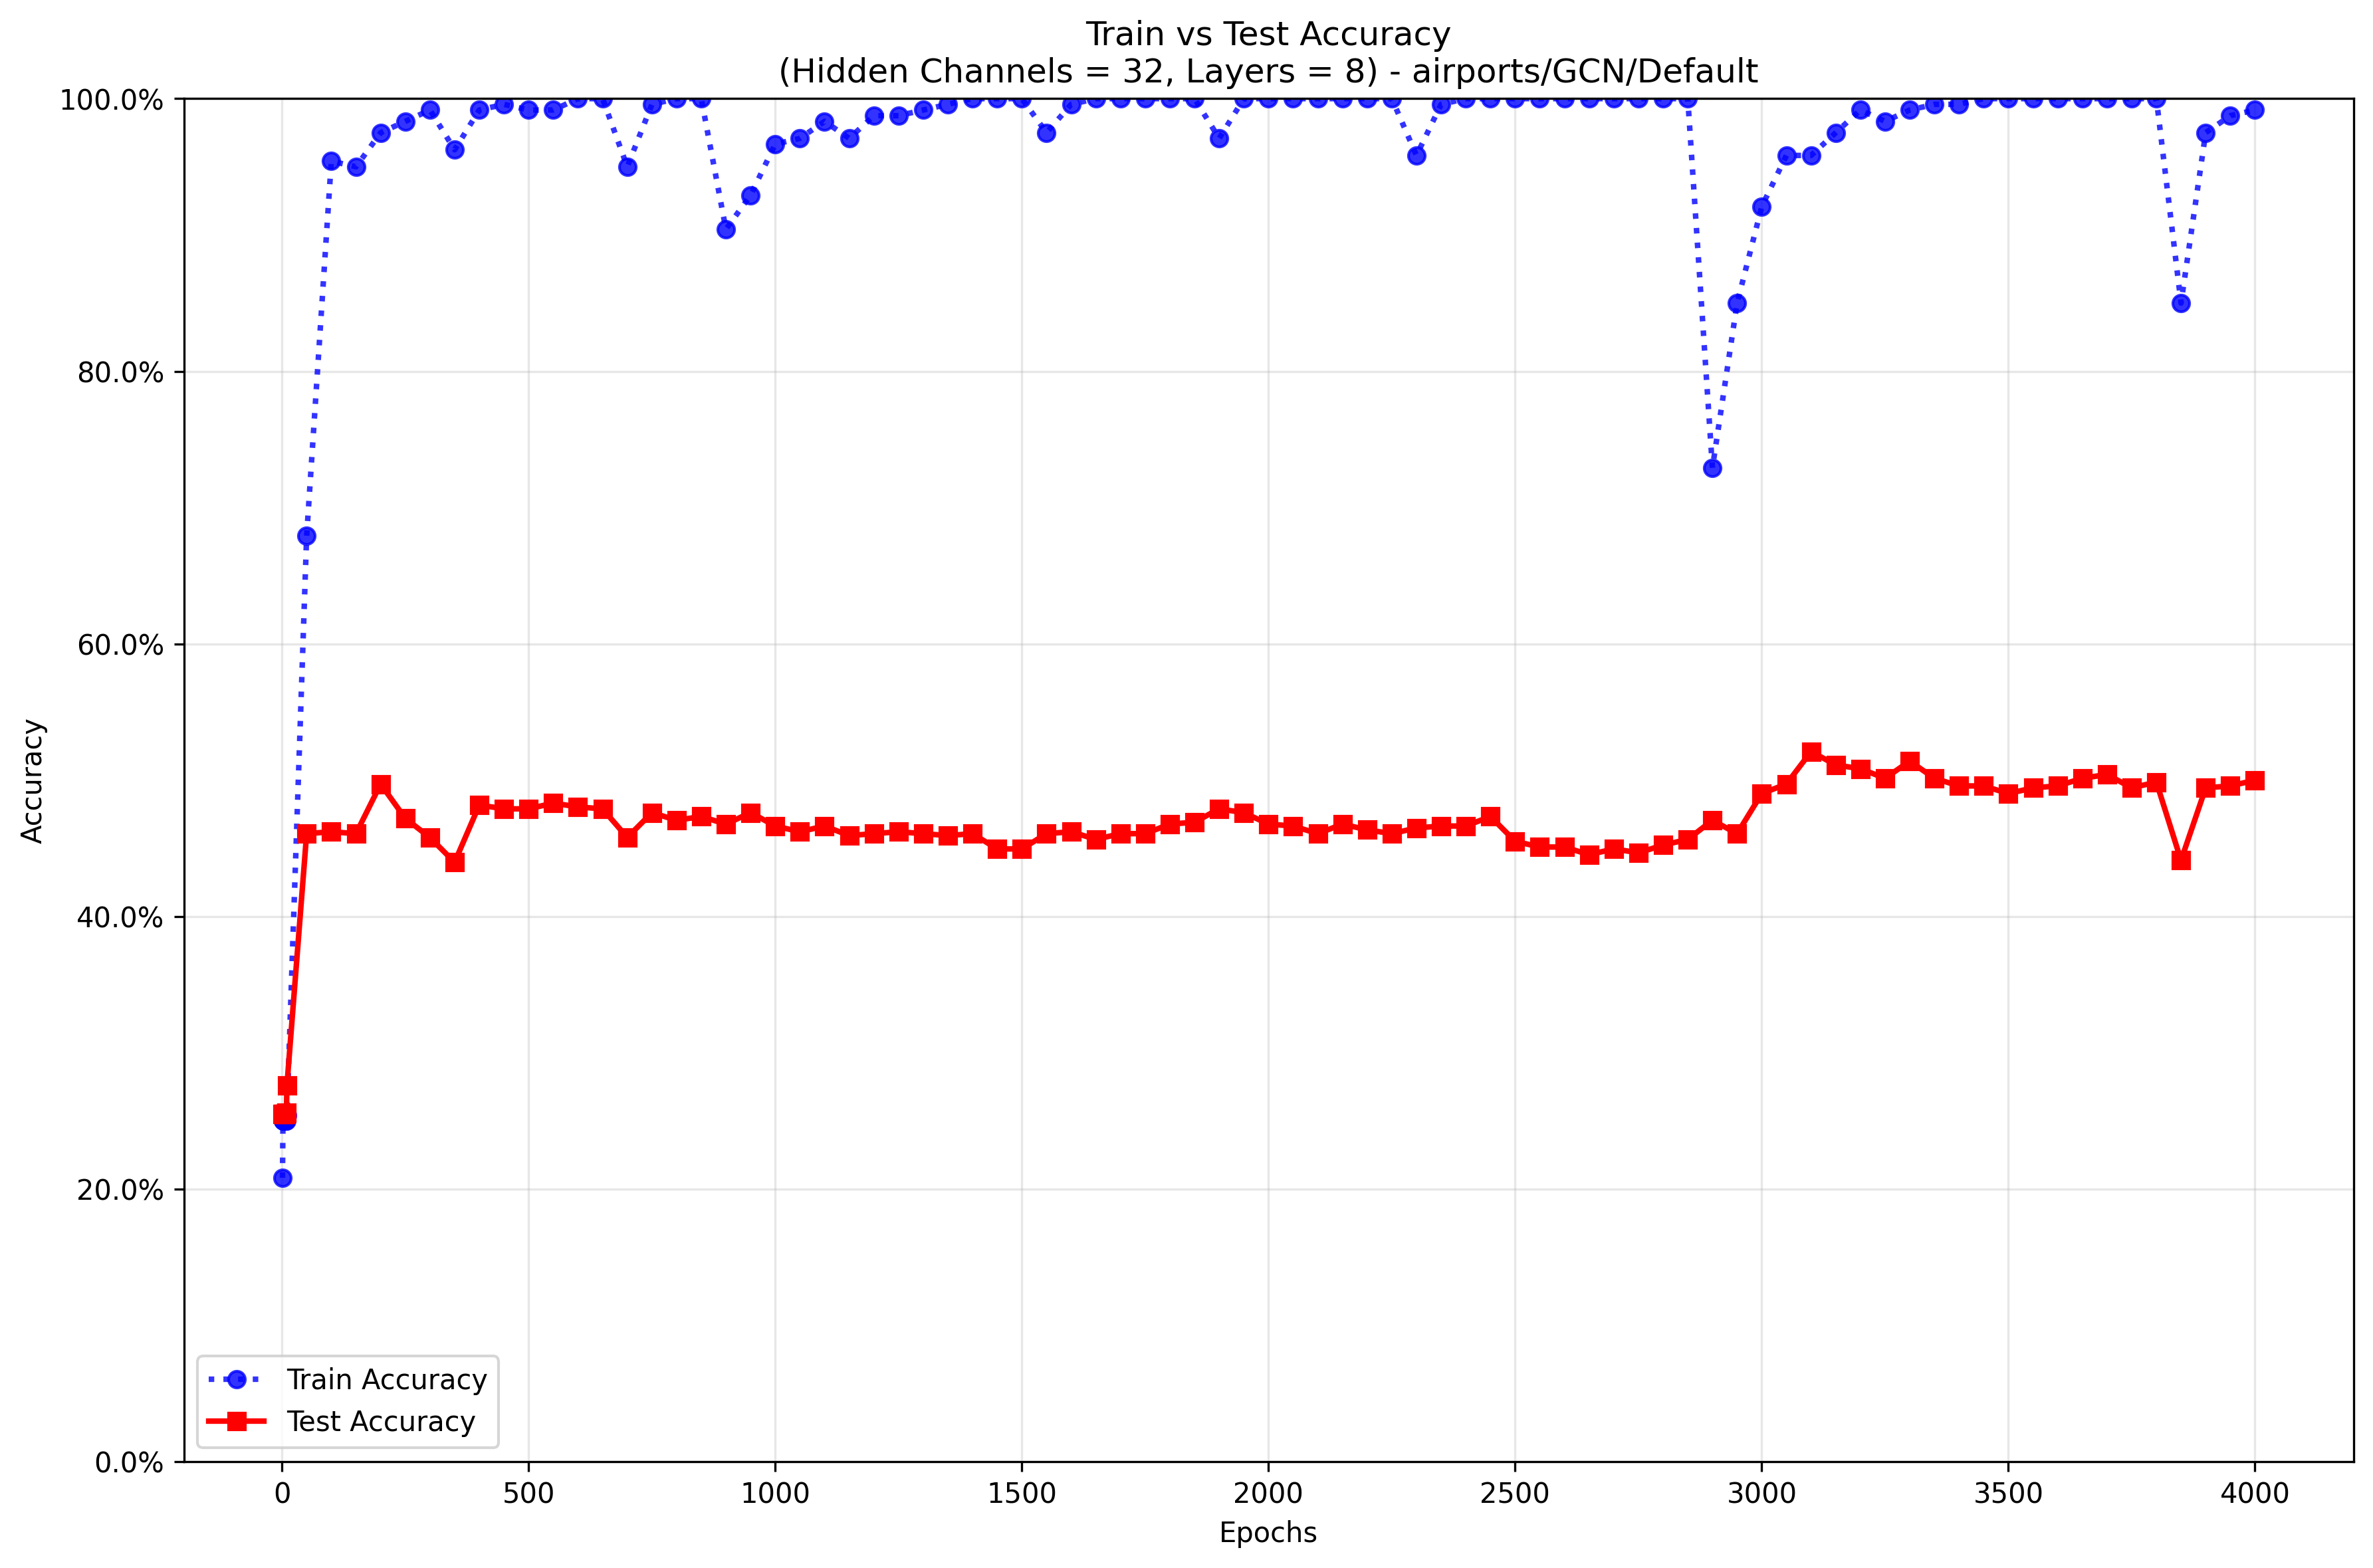 Train vs Test Accuracy
(Hidden Channels = 32, Layers = 8) - airports/GCN/Default
100.0%
80.0%
60.0%
40.0%
20.0%
0.0%
Accuracy
Train Accuracy
Test Accuracy
0 500 1000 1500 2000 2500 3000 3500 4000
Epochs